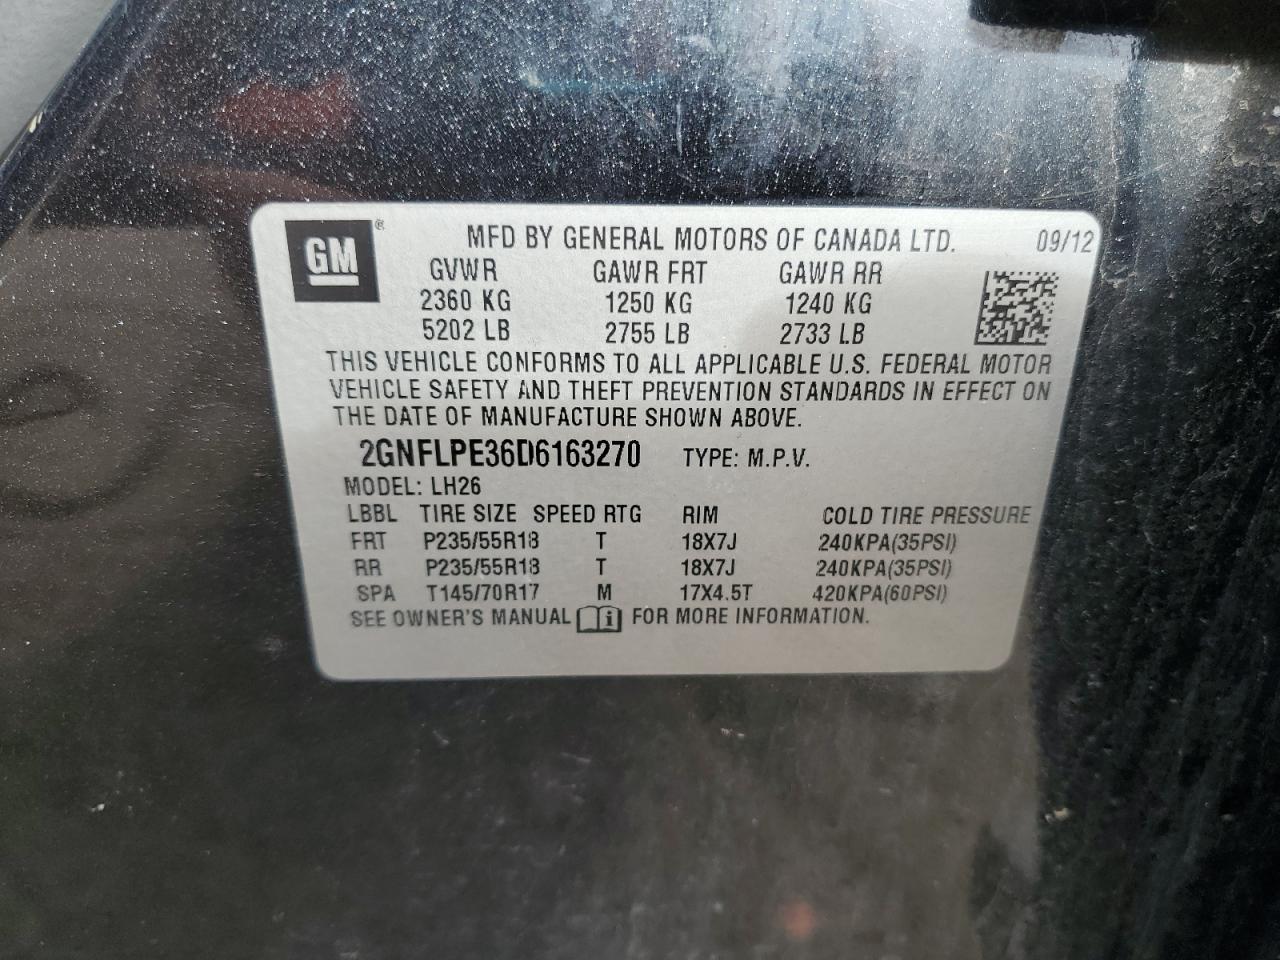 GM ® MFD BY GENERAL MOTORS OF CANADA LTD. 09/12
GVWR GAWR FRT GAWR RR
2360 KG 1250 KG 1240 KG
5202 LB 2755 LB 2733 LB
THIS VEHICLE CONFORMS TO ALL APPLICABLE U.S. FEDERAL MOTOR
VEHICLE SAFETY AND THEFT PREVENTION STANDARDS IN EFFECT ON
THE DATE OF MANUFACTURE SHOWN ABOVE.
2GNFLPE36D6163270 TYPE: M.P.V.
MODEL: LH26
LBBL TIRE SIZE SPEED RTG RIM COLD TIRE PRESSURE
FRT P235/55R18 T 18X7J 240KPA(35PSI)
RR P235/55R18 T 18X7J 240KPA(35PSI)
SPA T145/70R17 M 17X4.5T 420KPA(60PSI)
SEE OWNER'S MANUAL i FOR MORE INFORMATION.